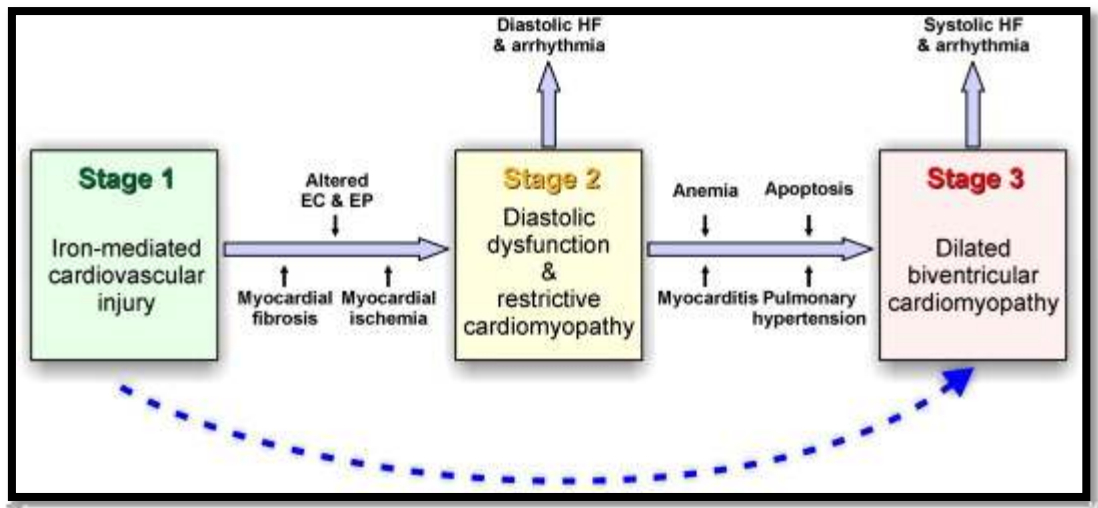 Diastolic HF
& arrhythmia
Systolic HF
& arrhythmia
Stage 1
Iron-mediated
cardiovascular
injury
Altered
EC & EP
Myocardial
fibrosis
Myocardial
ischemia
Stage 2
Diastolic
dysfunction
&
restrictive
cardiomyopathy
Anemia
Apoptosis
Myocarditis
Pulmonary
hypertension
Stage 3
Dilated
biventricular
cardiomyopathy